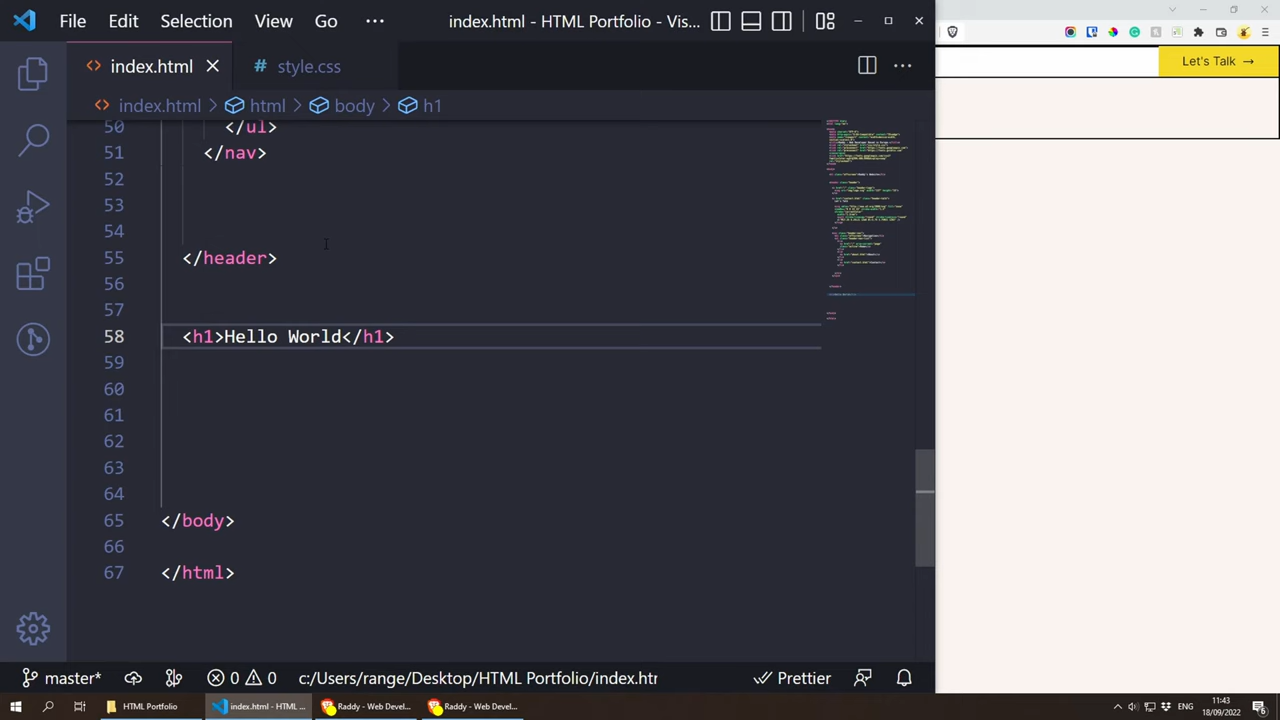 File Edit Selection View Go ··· index.html - HTML Portfolio - Vis...
index.html style.css
index.html > html > body > h1
Let's Talk →
50 </ul>
51 </nav>
52
53
54
55 </header>
56
57
58 <h1>Hello World</h1>
59
60
61
62
63
64
65 </body>
66
67 </html>
master* 0 0 c:/Users/range/Desktop/HTML Portfolio/index.htr Prettier
HTML Portfolio index.html - HTML ... Raddy - Web Devel... Raddy - Web Devel... ENG 11:43
18/09/2022 6